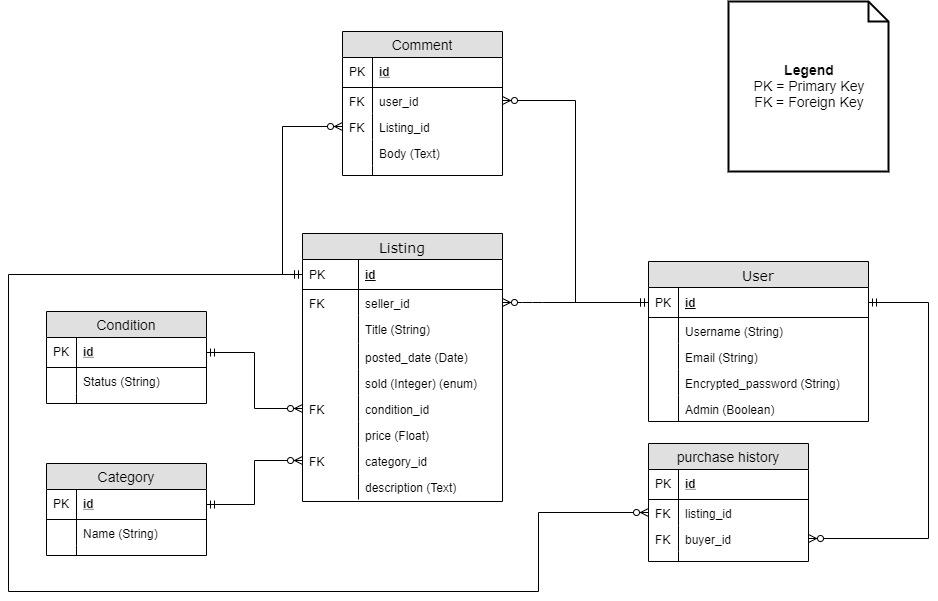 Comment
PK id
FK user_id
FK Listing_id
Body (Text)
Legend
PK = Primary Key
FK = Foreign Key
Listing
PK id
FK seller_id
Title (String)
posted_date (Date)
sold (Integer) (enum)
FK condition_id
price (Float)
FK category_id
description (Text)
User
PK id
Username (String)
Email (String)
Encrypted_password (String)
Admin (Boolean)
Condition
PK id
Status (String)
Category
PK id
Name (String)
purchase history
PK id
FK listing_id
FK buyer_id